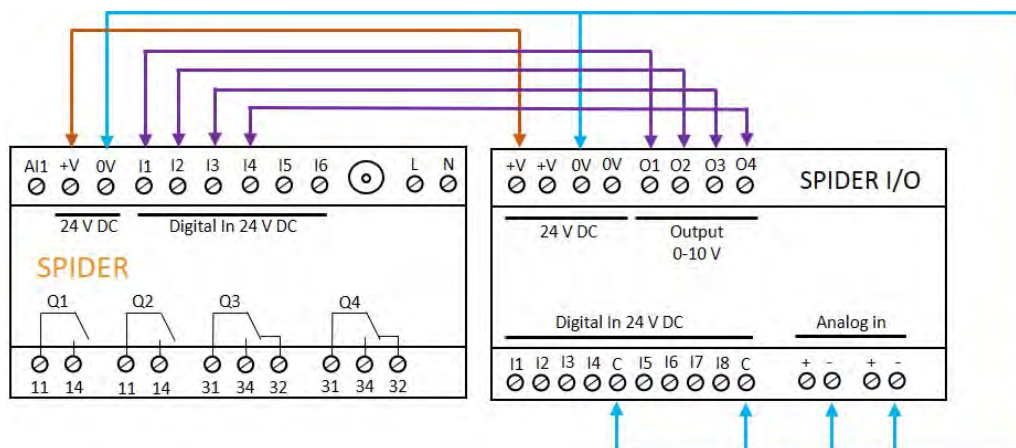 AI1 +V 0V I1 I2 I3 I4 I5 I6 L N
24 V DC Digital In 24 V DC
SPIDER
Q1 Q2 Q3 Q4
11 14 11 14 31 34 32 31 34 32
+V +V 0V 0V O1 O2 O3 O4 SPIDER I/O
24 V DC Output
0-10 V
Digital In 24 V DC Analog in
I1 I2 I3 I4 C I5 I6 I7 I8 C + - + -